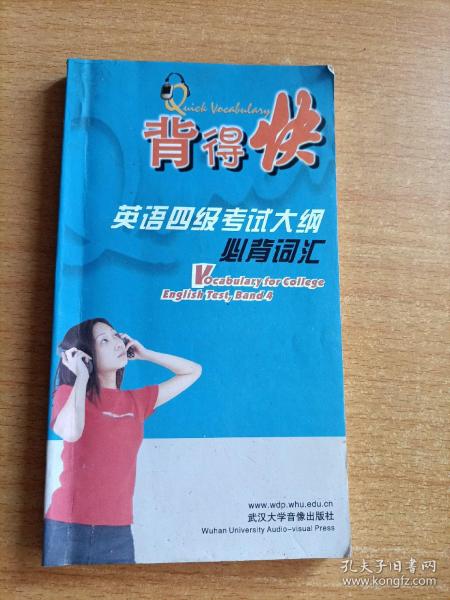 Quick Vocabulary
背得快
英语四级考试大纲
必背词汇
Vocabulary for College
English Test, Band 4
www.wdp.whu.edu.cn
武汉大学音像出版社
Wuhan University Audio-visual Press
孔夫子旧书网
www.kongfz.com